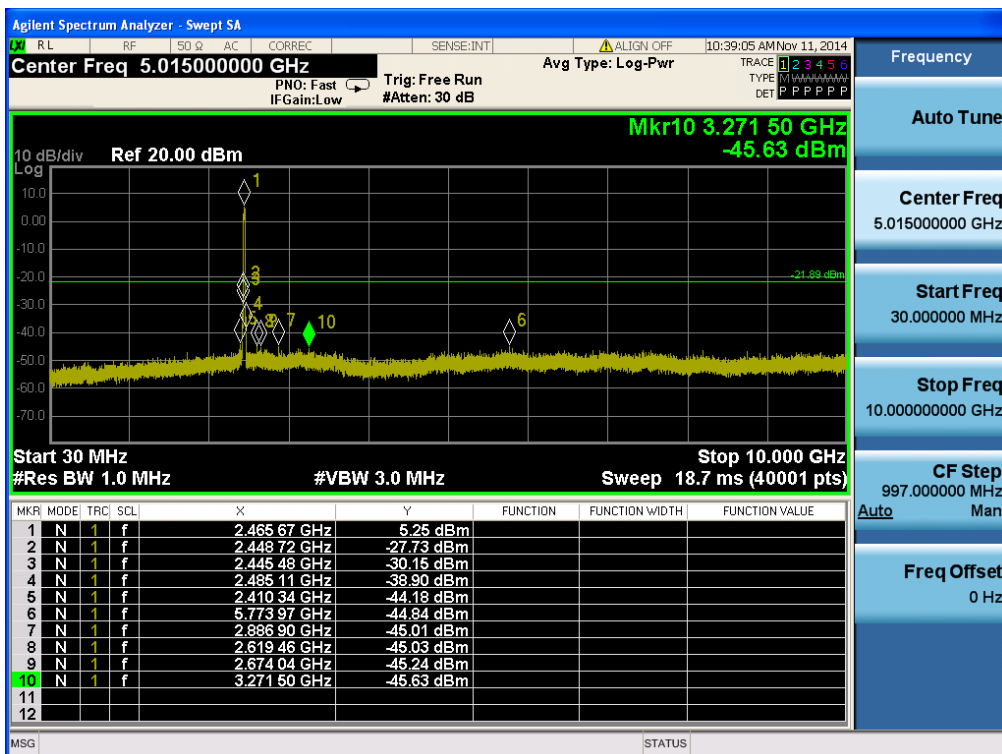 Agilent Spectrum Analyzer - Swept SA
LXI RL RF 50 Ω AC CORREC SENSE:INT ALIGN OFF 10:39:05 AM Nov 11, 2014
Center Freq 5.015000000 GHz Avg Type: Log-Pwr TRACE 1 2 3 4 5 6
PNO: Fast Trig: Free Run TYPE M WWWWW
IFGain:Low #Atten: 30 dB DET P P P P P P
Mkr10 3.271 50 GHz
10 dB/div Ref 20.00 dBm -45.63 dBm
Log
10.0
0.00
-10.0
-20.0
-30.0
-40.0
-50.0
-60.0
-70.0
1
2
3
4
5 8 9 7 10 6
-21.89 dBm
Start 30 MHz Stop 10.000 GHz
#Res BW 1.0 MHz #VBW 3.0 MHz Sweep 18.7 ms (40001 pts)
MKR MODE TRC SCL X Y FUNCTION FUNCTION WIDTH FUNCTION VALUE
1 N 1 f 2.465 67 GHz 5.25 dBm
2 N 1 f 2.448 72 GHz -27.73 dBm
3 N 1 f 2.445 48 GHz -30.15 dBm
4 N 1 f 2.485 11 GHz -38.90 dBm
5 N 1 f 2.410 34 GHz -44.18 dBm
6 N 1 f 5.773 97 GHz -44.84 dBm
7 N 1 f 2.886 90 GHz -45.01 dBm
8 N 1 f 2.619 46 GHz -45.03 dBm
9 N 1 f 2.674 04 GHz -45.24 dBm
10 N 1 f 3.271 50 GHz -45.63 dBm
11
12
MSG STATUS
Frequency
Auto Tune
Center Freq
5.015000000 GHz
Start Freq
30.000000 MHz
Stop Freq
10.000000000 GHz
CF Step
997.000000 MHz
Auto Man
Freq Offset
0 Hz